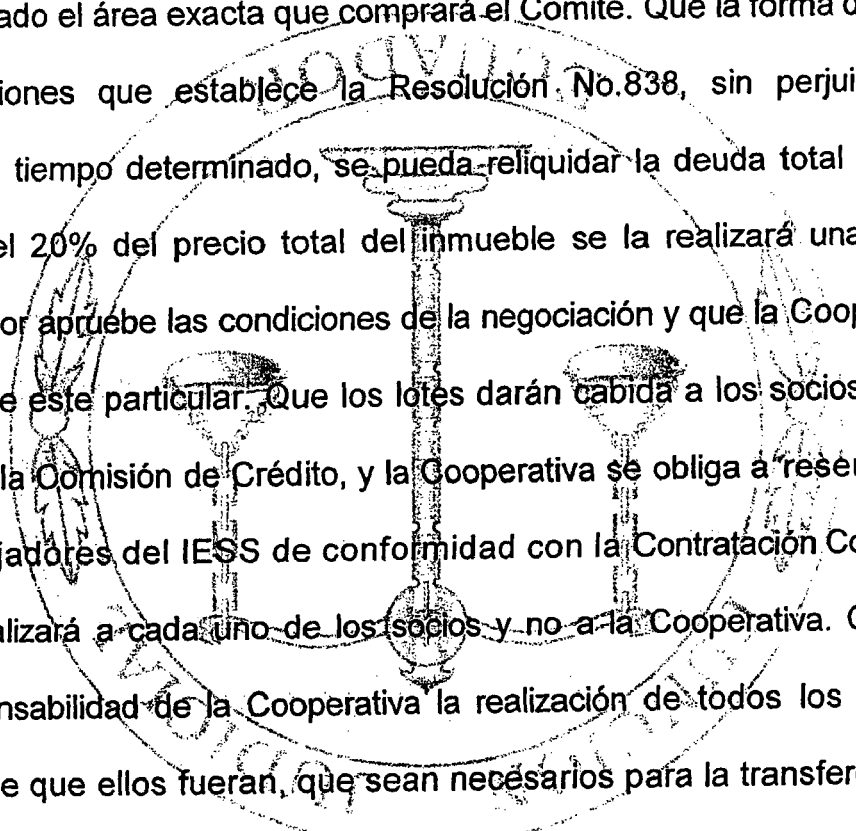 ado el área exacta que comprará el Comité. Que la forma
iones que establece la Resolución No.838, sin perjui
tiempo determinado, se pueda reliquidar la deuda total
el 20% del precio total del inmueble se la realizará una
or apruebe las condiciones de la negociación y que la Coop
e este particular. Que los lotes darán cabida a los socios
la Comisión de Crédito, y la Cooperativa se obliga a reser
jadores del IESS de conformidad con la Contratación Co
alizará a cada uno de los socios y no a la Cooperativa.
nsabilidad de la Cooperativa la realización de todos los
e que ellos fueran, que sean necesarios para la transfer